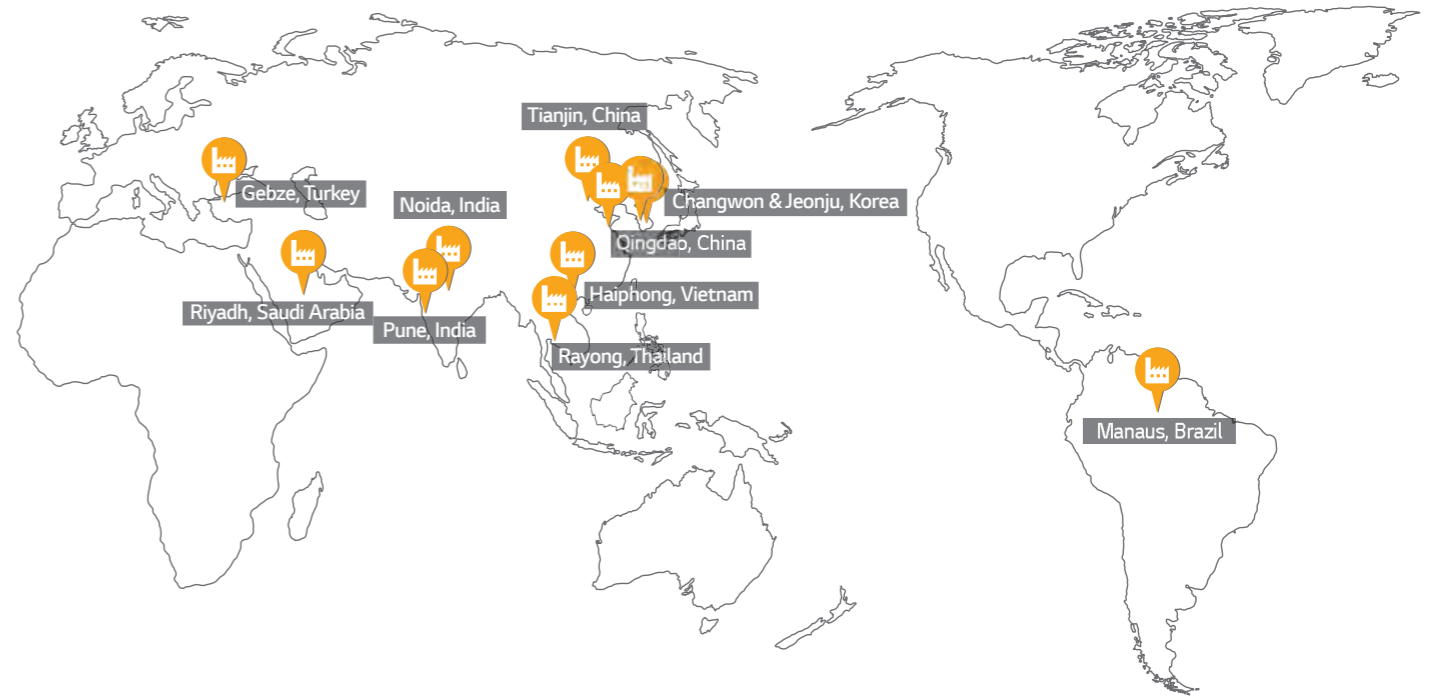 Tianjin, China
Gebze, Turkey
Noida, India
Changwon & Jeonju, Korea
Qingdao, China
Haiphong, Vietnam
Riyadh, Saudi Arabia
Pune, India
Rayong, Thailand
Manaus, Brazil